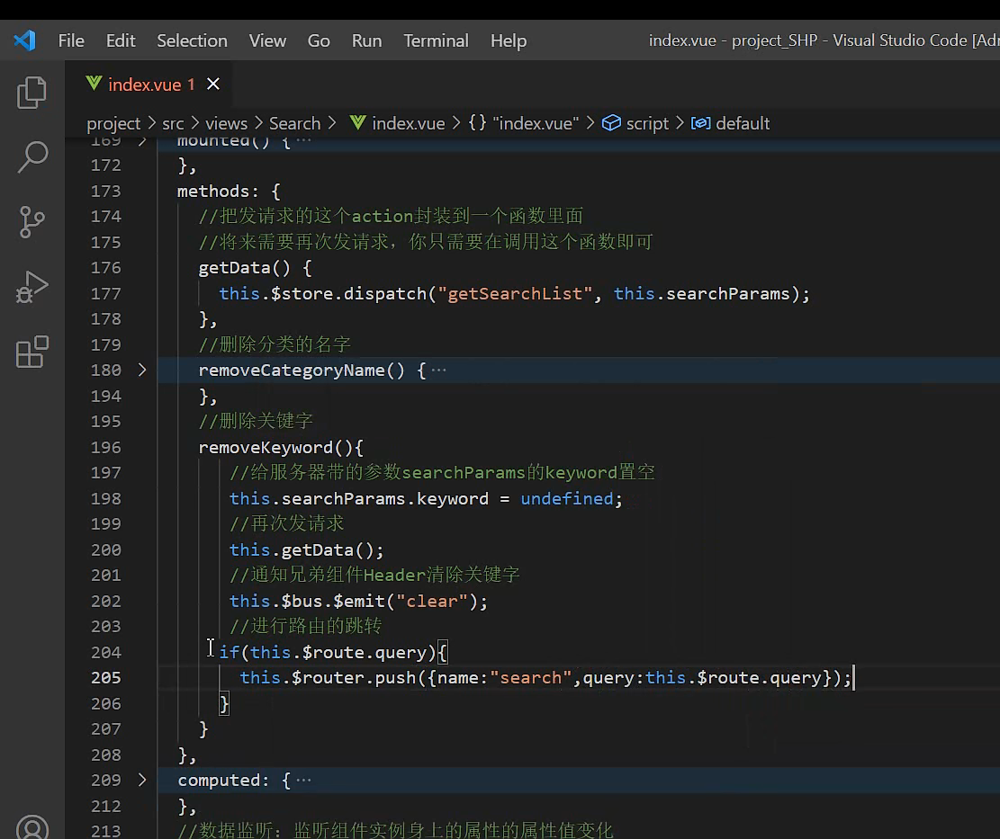 File Edit Selection View Go Run Terminal Help index.vue - project_SHP - Visual Studio Code [Adr
index.vue 1
project > src > views > Search > index.vue > {} "index.vue" > script > default
169 mounted() { ···
172 },
173 methods: {
174 //把发请求的这个action封装到一个函数里面
175 //将来需要再次发请求，你只需要在调用这个函数即可
176 getData() {
177 this.$store.dispatch("getSearchList", this.searchParams);
178 },
179 //删除分类的名字
180 removeCategoryName() { ···
194 },
195 //删除关键字
196 removeKeyword(){
197 //给服务器带的参数searchParams的keyword置空
198 this.searchParams.keyword = undefined;
199 //再次发请求
200 this.getData();
201 //通知兄弟组件Header清除关键字
202 this.$bus.$emit("clear");
203 //进行路由的跳转
204 if(this.$route.query){
205 this.$router.push({name:"search",query:this.$route.query});
206 }
207 }
208 },
209 computed: { ···
212 },
213 //数据监听：监听组件实例身上的属性的属性值变化